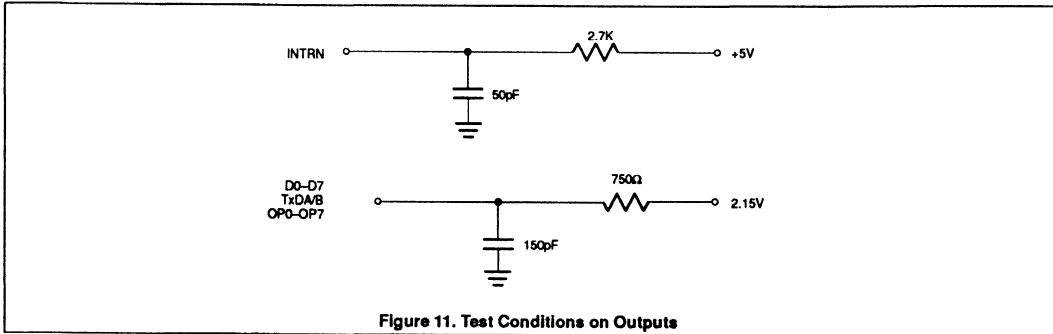 2.7K
INTRN
+5V
50pF
750Ω
D0–D7
TxDA/B
OP0–OP7
2.15V
150pF
Figure 11. Test Conditions on Outputs